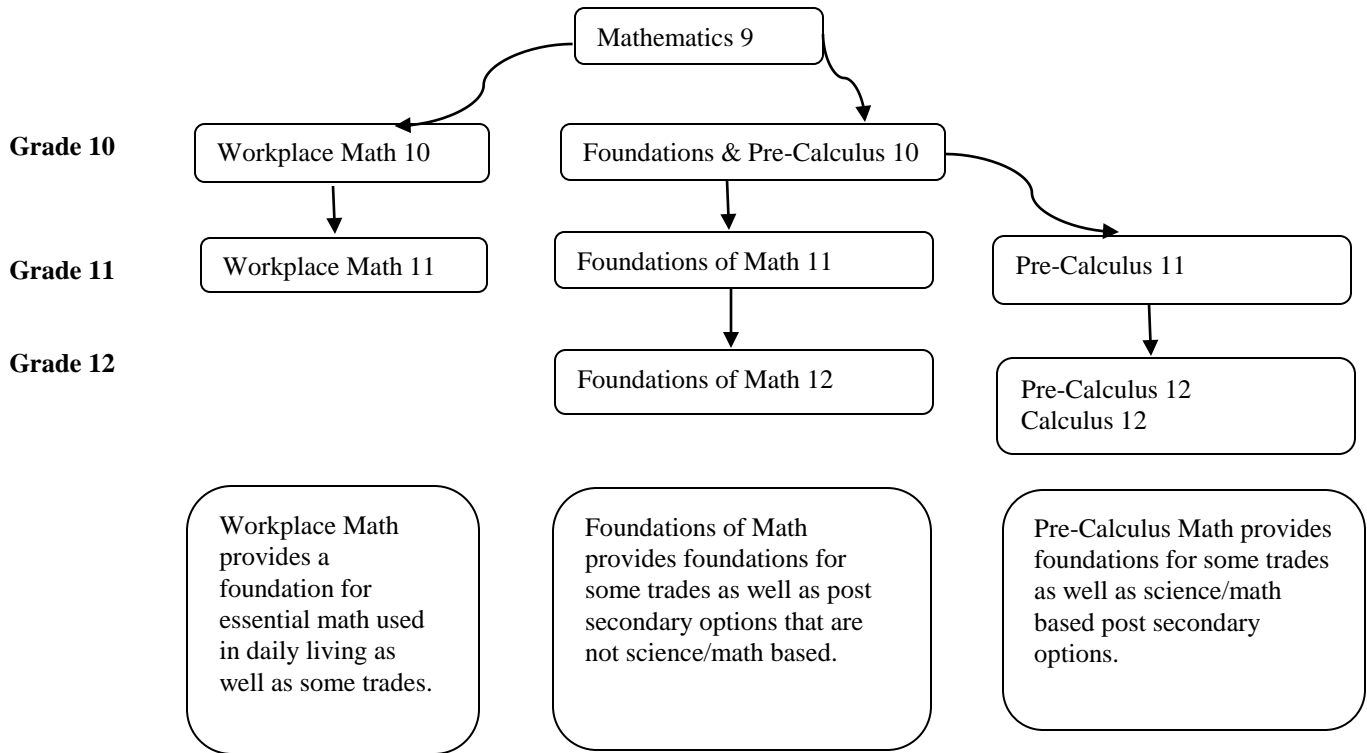 Mathematics 9
Grade 10
Workplace Math 10
Foundations & Pre-Calculus 10
Grade 11
Workplace Math 11
Foundations of Math 11
Pre-Calculus 11
Grade 12
Foundations of Math 12
Pre-Calculus 12
Calculus 12
Workplace Math
provides a
foundation for
essential math used
in daily living as
well as some trades.
Foundations of Math
provides foundations for
some trades as well as post
secondary options that are
not science/math based.
Pre-Calculus Math provides
foundations for some trades
as well as science/math
based post secondary
options.